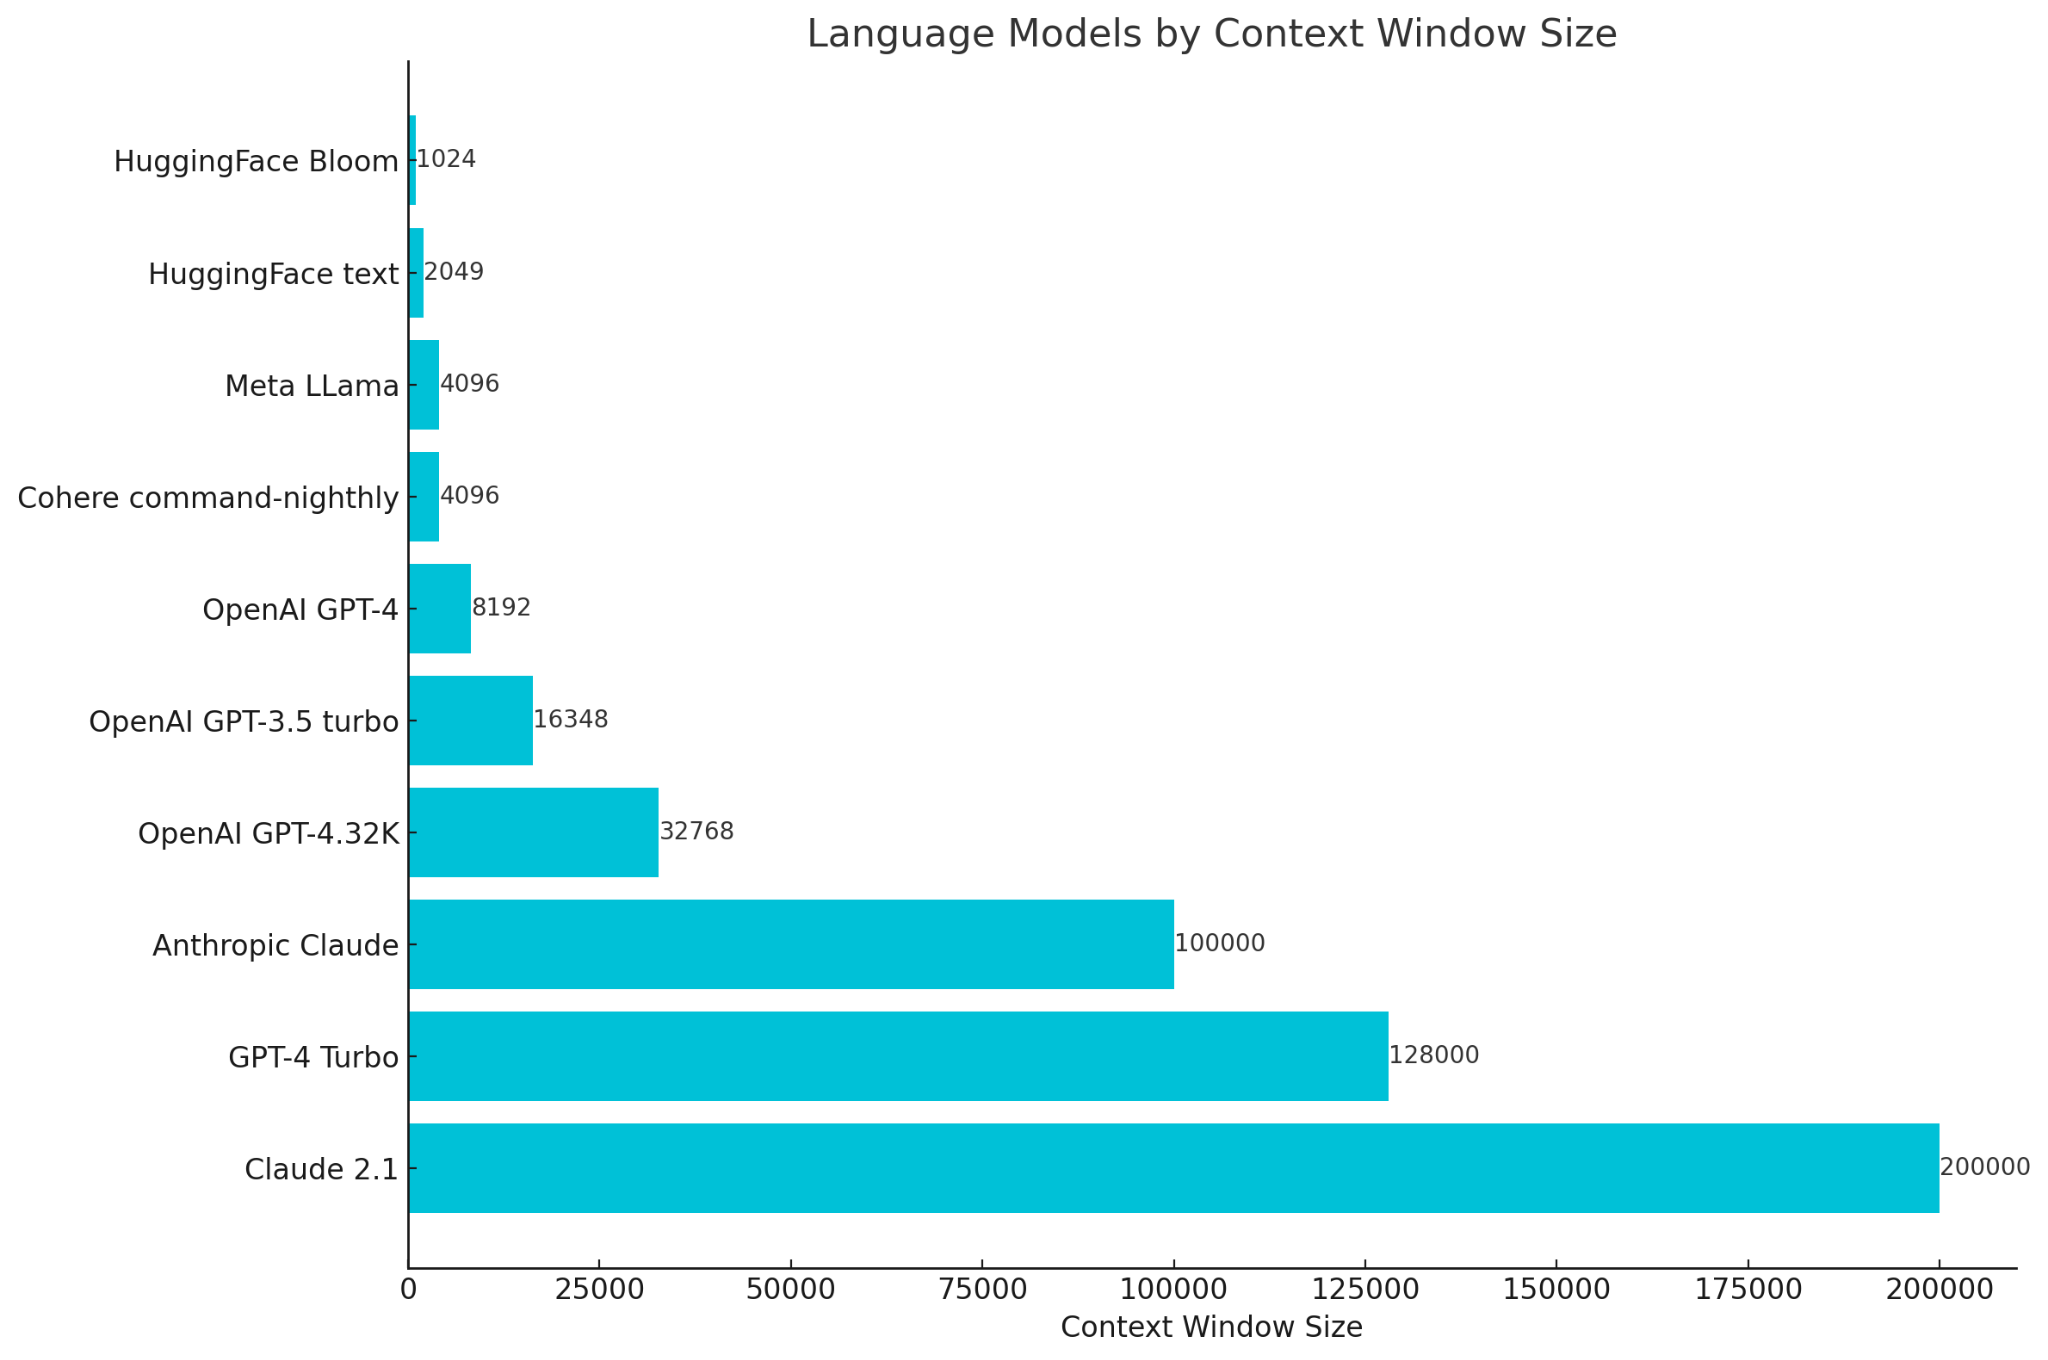 Language Models by Context Window Size
HuggingFace Bloom 1024
HuggingFace text 2049
Meta LLama 4096
Cohere command-nighthly 4096
OpenAI GPT-4 8192
OpenAI GPT-3.5 turbo 16348
OpenAI GPT-4.32K 32768
Anthropic Claude 100000
GPT-4 Turbo 128000
Claude 2.1 200000
0 25000 50000 75000 100000 125000 150000 175000 200000
Context Window Size